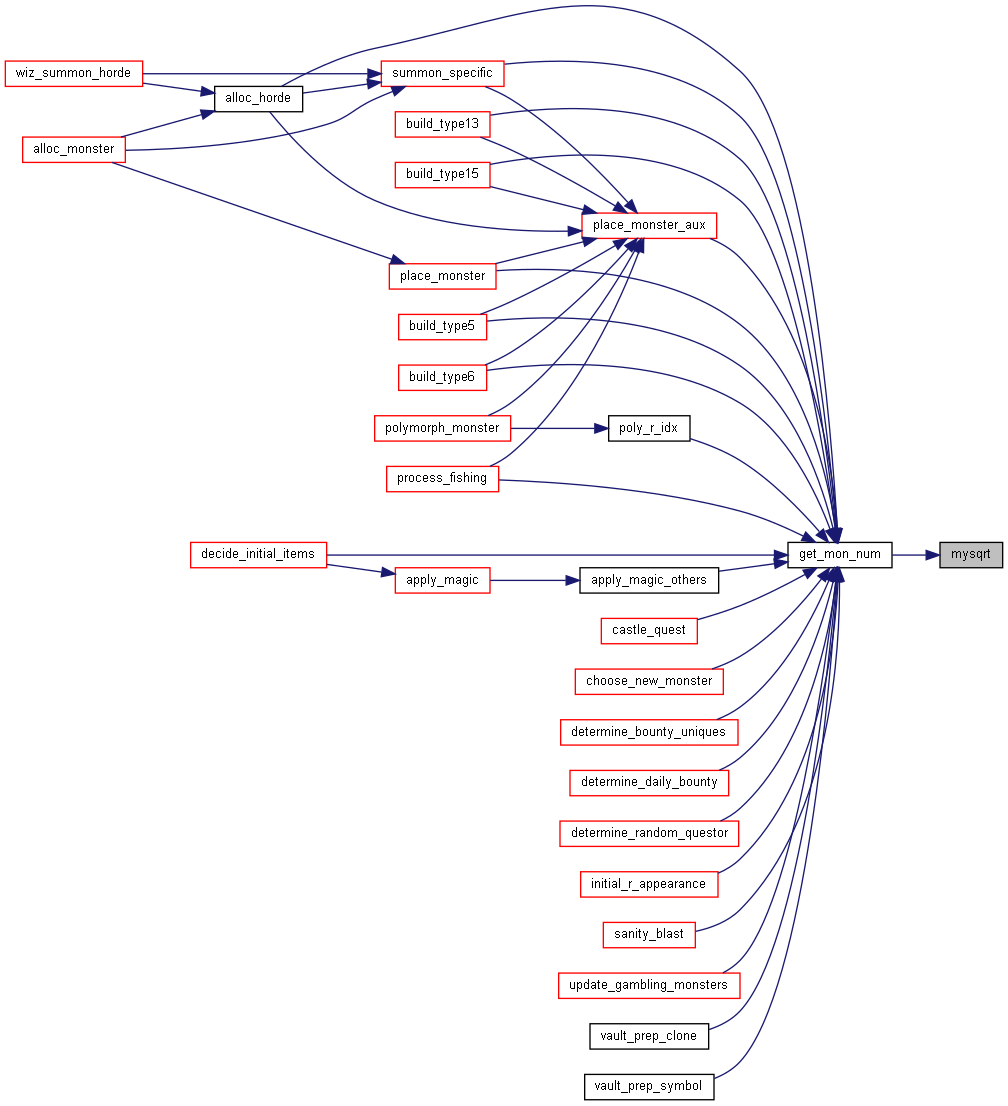 wiz_summon_horde
summon_specific
alloc_horde
build_type13
alloc_monster
build_type15
place_monster_aux
place_monster
build_type5
build_type6
polymorph_monster
poly_r_idx
process_fishing
decide_initial_items
get_mon_num
mysqrt
apply_magic
apply_magic_others
castle_quest
choose_new_monster
determine_bounty_uniques
determine_daily_bounty
determine_random_questor
initial_r_appearance
sanity_blast
update_gambling_monsters
vault_prep_clone
vault_prep_symbol